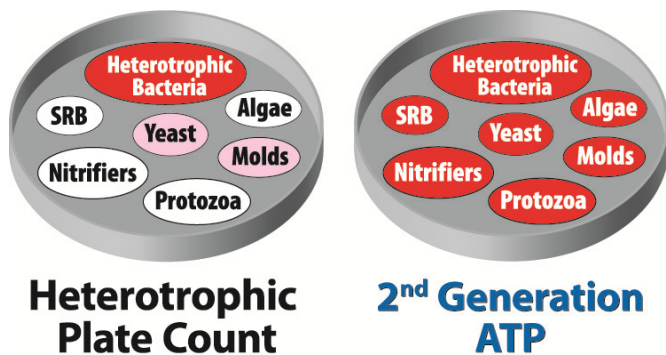 Heterotrophic
Bacteria
SRB
Algae
Yeast
Molds
Nitrifiers
Protozoa
Heterotrophic
Plate Count
Heterotrophic
Bacteria
SRB
Algae
Yeast
Molds
Nitrifiers
Protozoa
2nd Generation
ATP